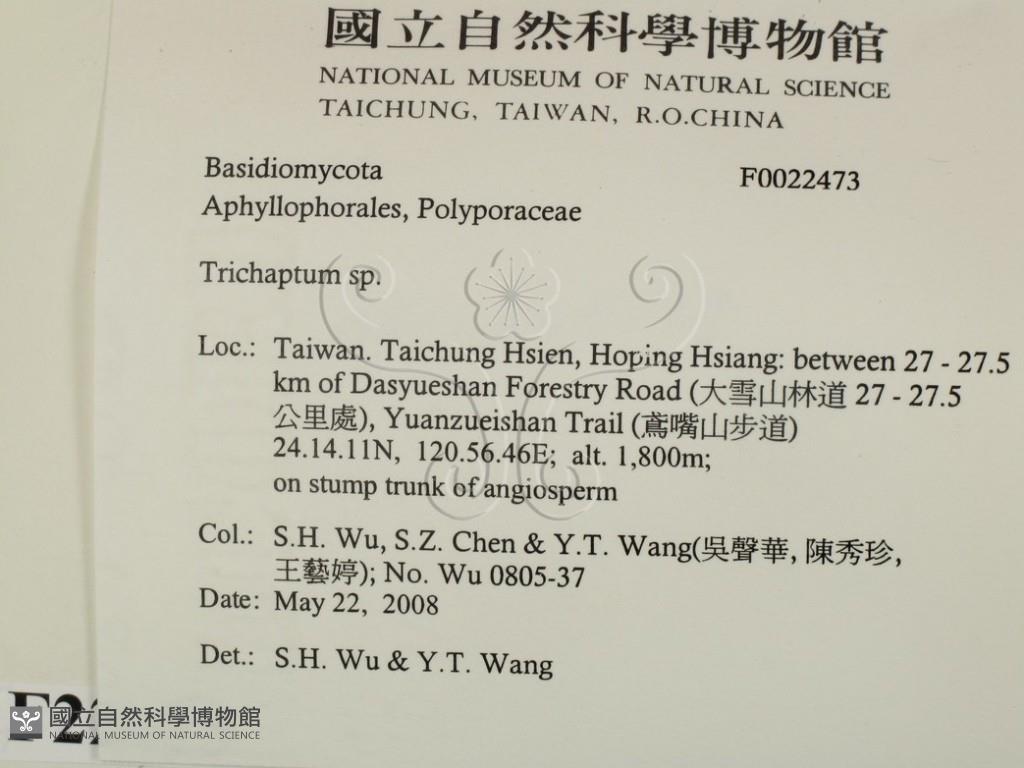 國立自然科學博物館
NATIONAL MUSEUM OF NATURAL SCIENCE
TAICHUNG, TAIWAN, R.O.CHINA
Basidiomycota F0022473
Aphyllophorales, Polyporaceae
Trichaptum sp.
Loc.: Taiwan. Taichung Hsien, Hoping Hsiang: between 27 - 27.5
km of Dasyueshan Forestry Road (大雪山林道 27 - 27.5
公里處), Yuanzueishan Trail (鳶嘴山步道)
24.14.11N, 120.56.46E; alt. 1,800m;
on stump trunk of angiosperm
Col.: S.H. Wu, S.Z. Chen & Y.T. Wang(吳聲華, 陳秀珍,
王藝婷); No. Wu 0805-37
Date: May 22, 2008
Det.: S.H. Wu & Y.T. Wang
國立自然科學博物館
NATIONAL MUSEUM OF NATURAL SCIENCE